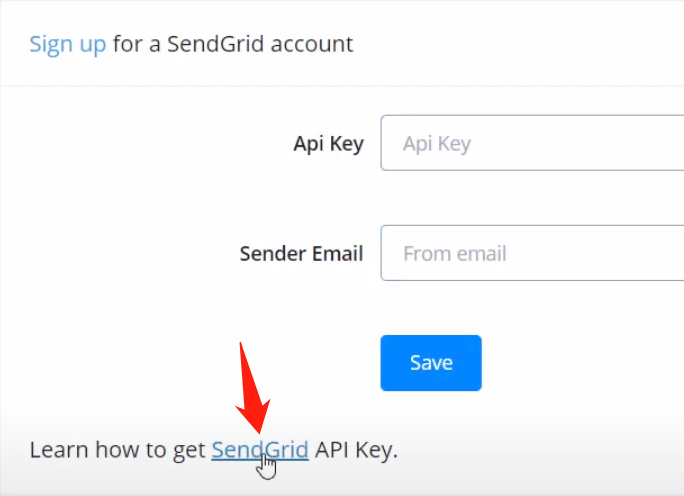 Sign up for a SendGrid account
Api Key
Api Key
Sender Email
From email
Save
Learn how to get SendGrid API Key.